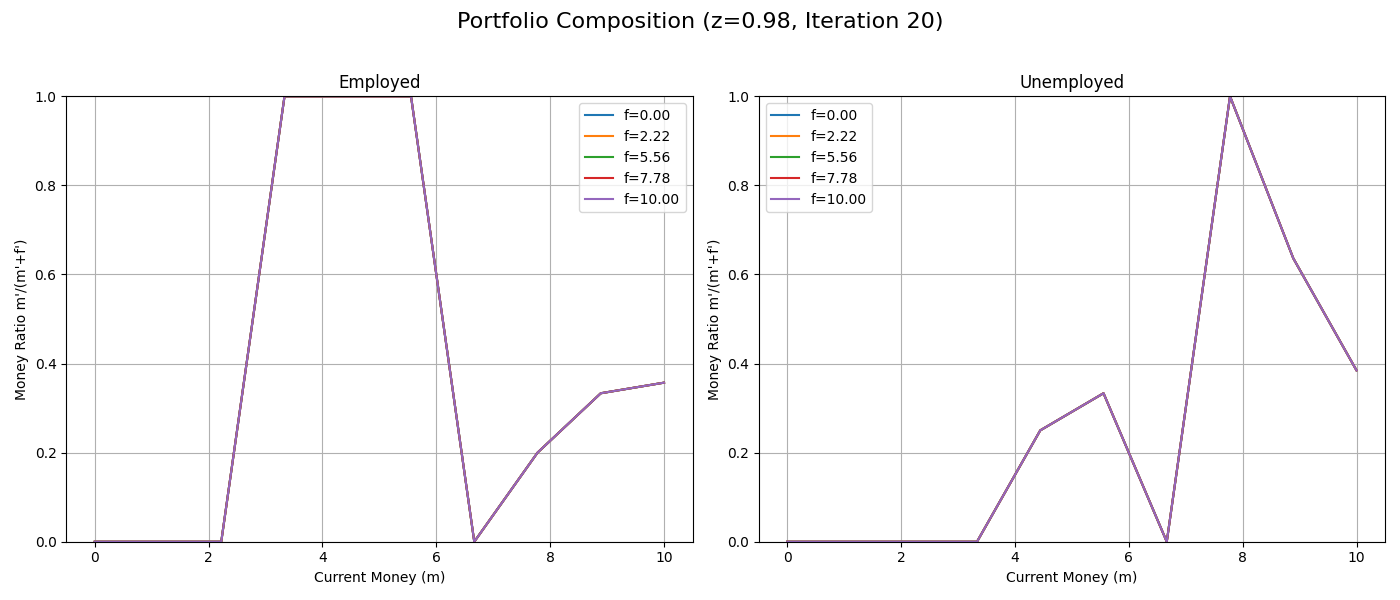 Portfolio Composition (z=0.98, Iteration 20)
Employed
1.0
0.8
0.6
0.4
0.2
0.0
Money Ratio m'/(m'+f')
f=0.00
f=2.22
f=5.56
f=7.78
f=10.00
0
2
4
6
8
10
Current Money (m)
Unemployed
1.0
0.8
0.6
0.4
0.2
0.0
Money Ratio m'/(m'+f')
f=0.00
f=2.22
f=5.56
f=7.78
f=10.00
0
2
4
6
8
10
Current Money (m)